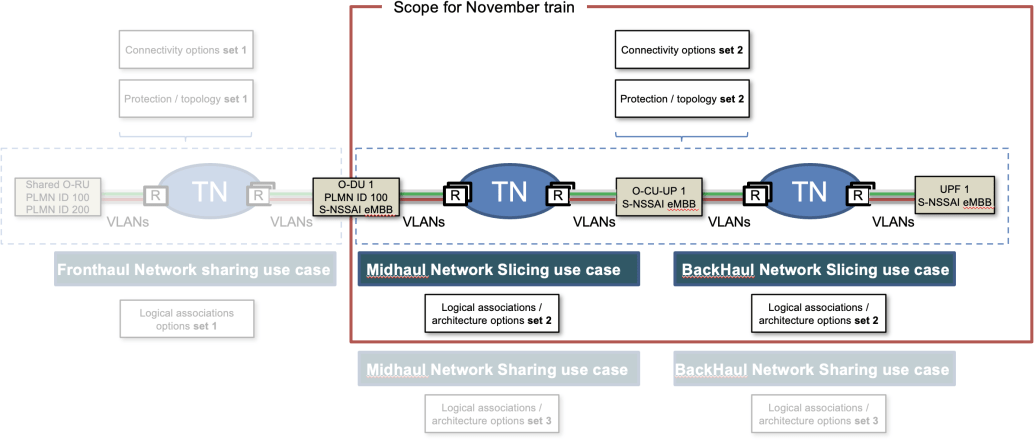 Scope for November train
Connectivity options set 1
Connectivity options set 2
Protection / topology set 1
Protection / topology set 2
Shared O-RU
PLMN ID 100
PLMN ID 200
R
TN
R
O-DU 1
PLMN ID 100
S-NSSAI eMBB
R
TN
R
O-CU-UP 1
S-NSSAI eMBB
R
TN
R
UPF 1
S-NSSAI eMBB
VLANs
VLANs
VLANs
VLANs
VLANs
VLANs
Fronthaul Network sharing use case
Midhaul Network Slicing use case
BackHaul Network Slicing use case
Logical associations
options set 1
Logical associations /
architecture options set 2
Logical associations /
architecture options set 2
Midhaul Network Sharing use case
BackHaul Network Sharing use case
Logical associations /
architecture options set 3
Logical associations /
architecture options set 3